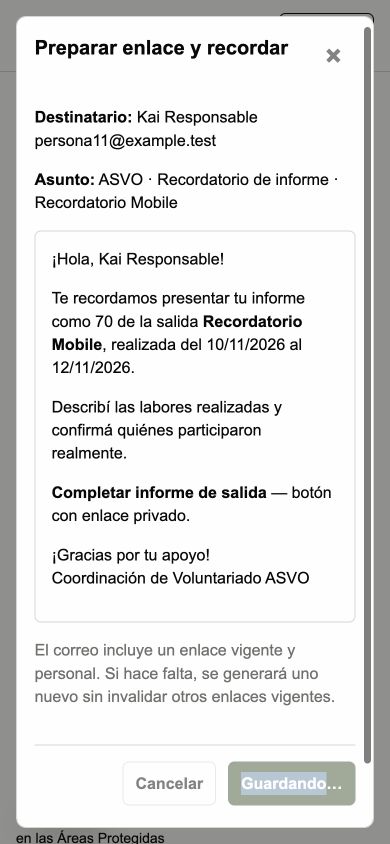 Preparar enlace y recordar
×
Destinatario: Kai Responsable
persona11@example.test
Asunto: ASVO · Recordatorio de informe ·
Recordatorio Mobile
¡Hola, Kai Responsable!
Te recordamos presentar tu informe
como 70 de la salida Recordatorio
Mobile, realizada del 10/11/2026 al
12/11/2026.
Describí las labores realizadas y
confirmá quiénes participaron
realmente.
Completar informe de salida — botón
con enlace privado.
¡Gracias por tu apoyo!
Coordinación de Voluntariado ASVO
El correo incluye un enlace vigente y
personal. Si hace falta, se generará uno
nuevo sin invalidar otros enlaces vigentes.
Cancelar
Guardando…
en las Áreas Protegidas